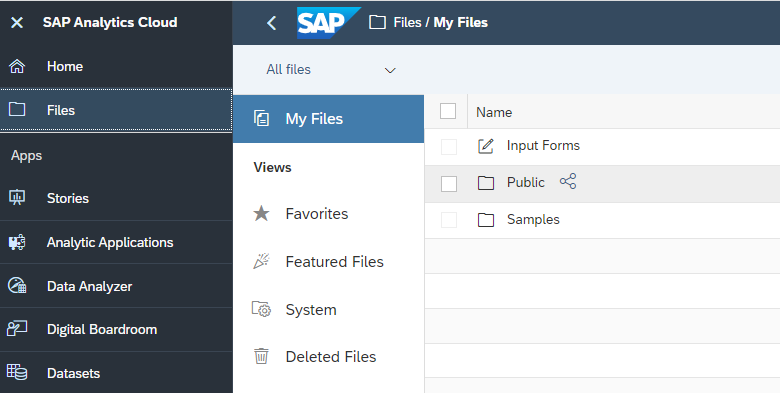 SAP Analytics Cloud
Home
Files
Apps
Stories
Analytic Applications
Data Analyzer
Digital Boardroom
Datasets
SAP
Files / My Files
All files
My Files
Views
Favorites
Featured Files
System
Deleted Files
Name
Input Forms
Public
Samples